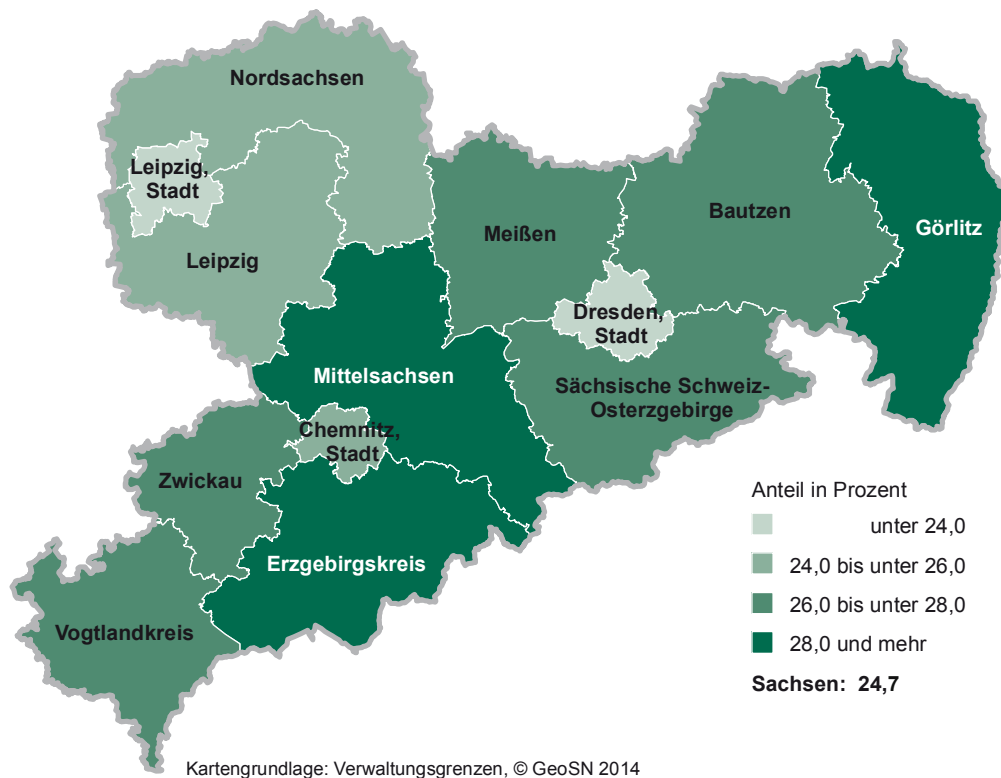 Nordsachsen
Leipzig,
Stadt
Leipzig
Meißen
Bautzen
Görlitz
Dresden,
Stadt
Mittelsachsen
Sächsische Schweiz-
Osterzgebirge
Chemnitz,
Stadt
Zwickau
Erzgebirgskreis
Vogtlandkreis
Anteil in Prozent
unter 24,0
24,0 bis unter 26,0
26,0 bis unter 28,0
28,0 und mehr
Sachsen: 24,7
Kartengrundlage: Verwaltungsgrenzen, © GeoSN 2014